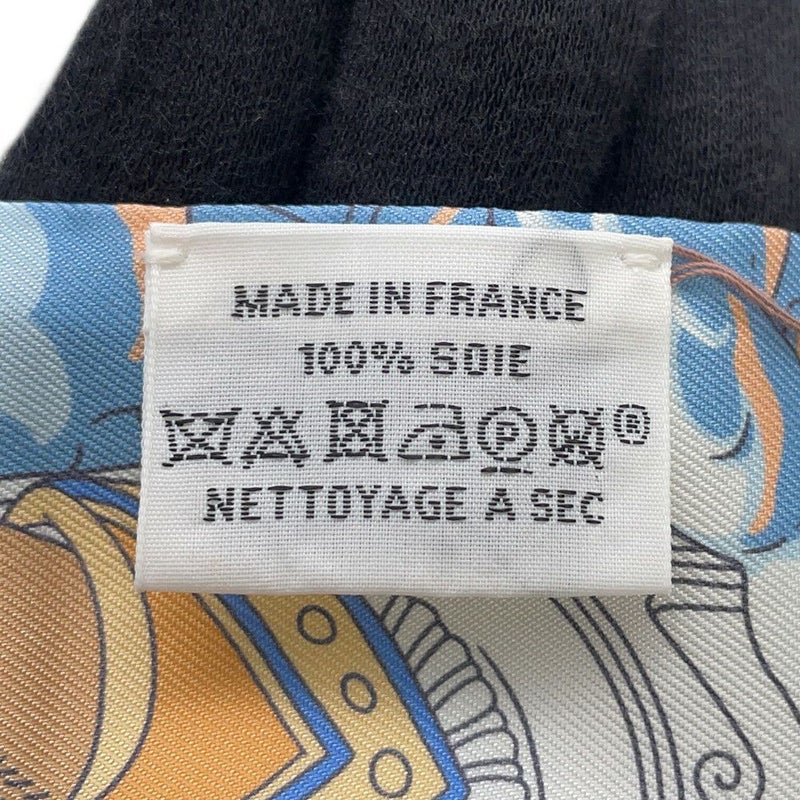 MADE IN FRANCE
100% SOIE
P W ®
NETTOYAGE A SEC